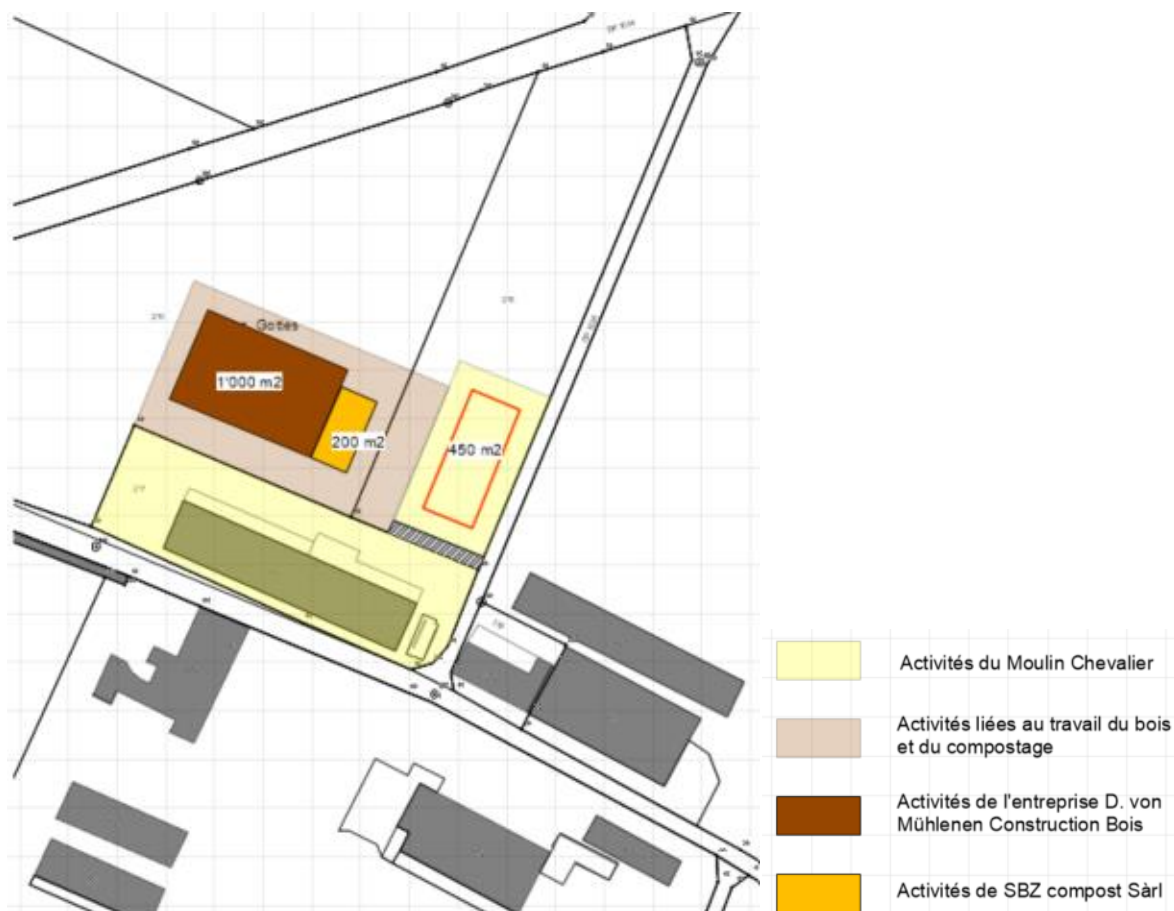 Gottes
1'000 m2
200 m2
450 m2
Activités du Moulin Chevalier
Activités liées au travail du bois
et du compostage
Activités de l'entreprise D. von
Mühlenen Construction Bois
Activités de SBZ compost Sàrl